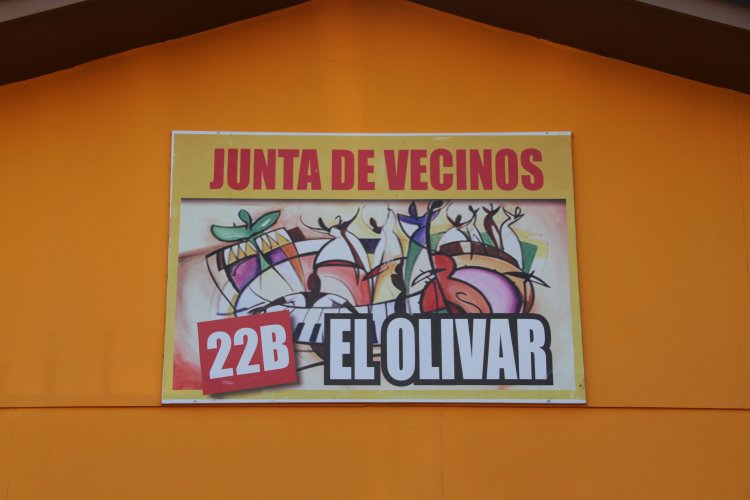 JUNTA DE VECINOS
22B EL OLIVAR